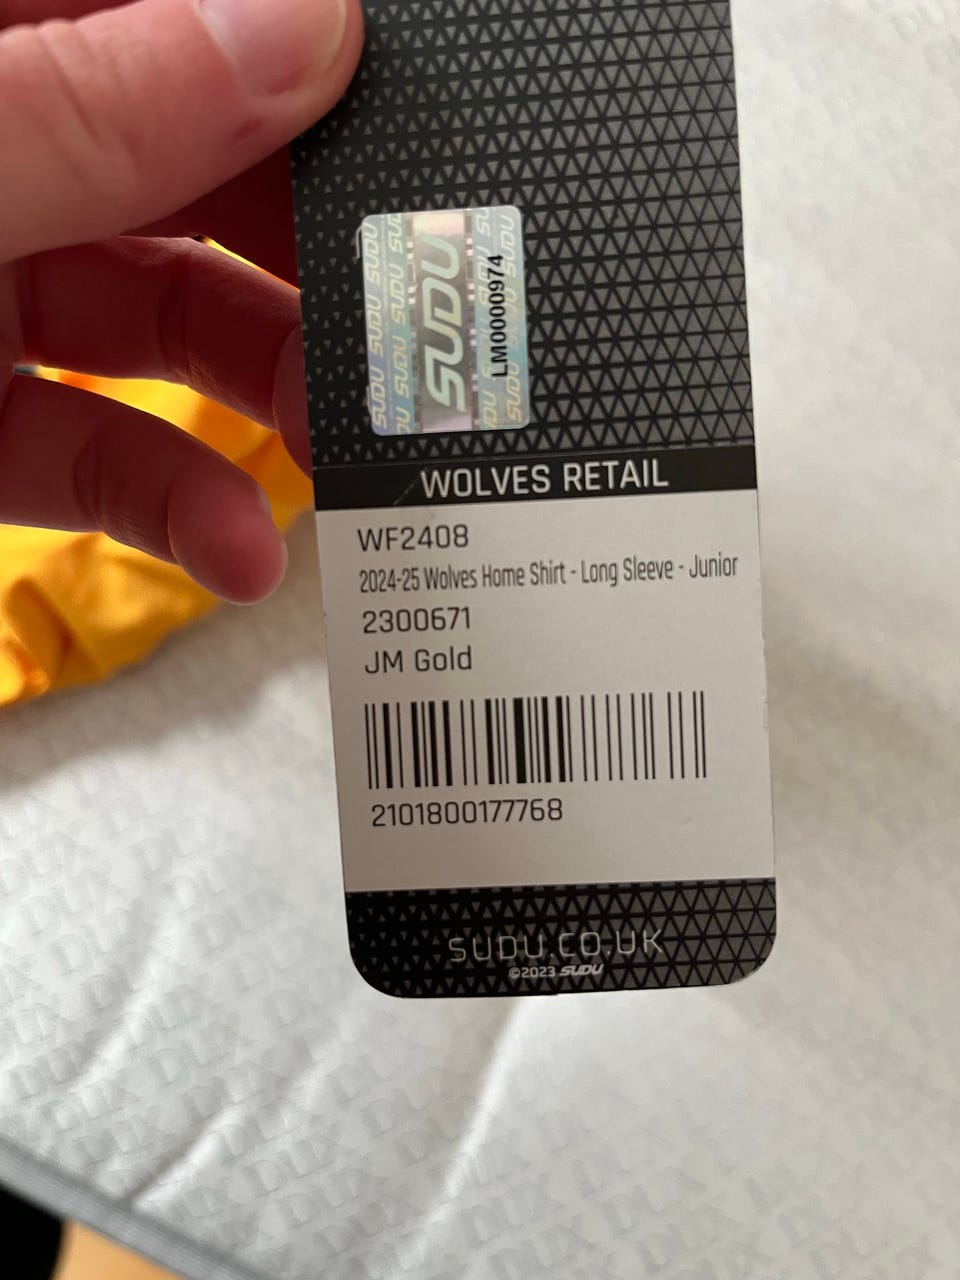 SUDU
LM0000974
WOLVES RETAIL
WF2408
2024-25 Wolves Home Shirt - Long Sleeve - Junior
2300671
JM Gold
2101800177768
SUDU.CO.UK
©2023 SUDU